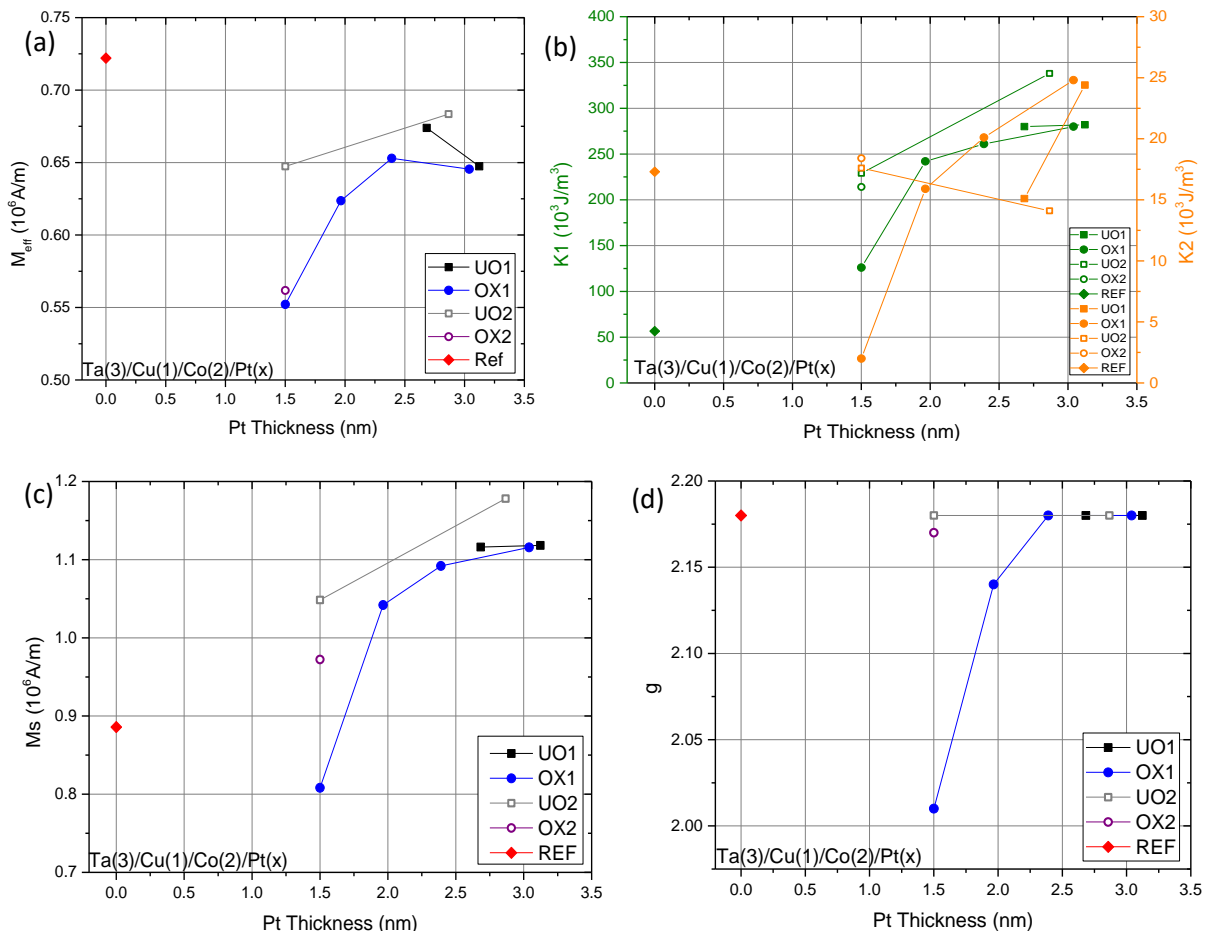 (a)
0.75
0.70
0.65
0.60
0.55
0.50
M_eff (10^6 A/m)
UO1
OX1
UO2
OX2
Ref
Ta(3)/Cu(1)/Co(2)/Pt(x)
0.0 0.5 1.0 1.5 2.0 2.5 3.0 3.5
Pt Thickness (nm)
(b)
400
350
300
250
200
150
100
50
0
K1 (10^3 J/m^3)
30
25
20
15
10
5
0
K2 (10^3 J/m^3)
UO1
OX1
UO2
OX2
REF
UO1
OX1
UO2
OX2
REF
Ta(3)/Cu(1)/Co(2)/Pt(x)
0.0 0.5 1.0 1.5 2.0 2.5 3.0 3.5
Pt Thickness (nm)
(c)
1.2
1.1
1.0
0.9
0.8
0.7
Ms (10^6 A/m)
UO1
OX1
UO2
OX2
REF
Ta(3)/Cu(1)/Co(2)/Pt(x)
0.0 0.5 1.0 1.5 2.0 2.5 3.0 3.5
Pt Thickness (nm)
(d)
2.20
2.15
2.10
2.05
2.00
g
UO1
OX1
UO2
OX2
REF
Ta(3)/Cu(1)/Co(2)/Pt(x)
0.0 0.5 1.0 1.5 2.0 2.5 3.0 3.5
Pt Thickness (nm)